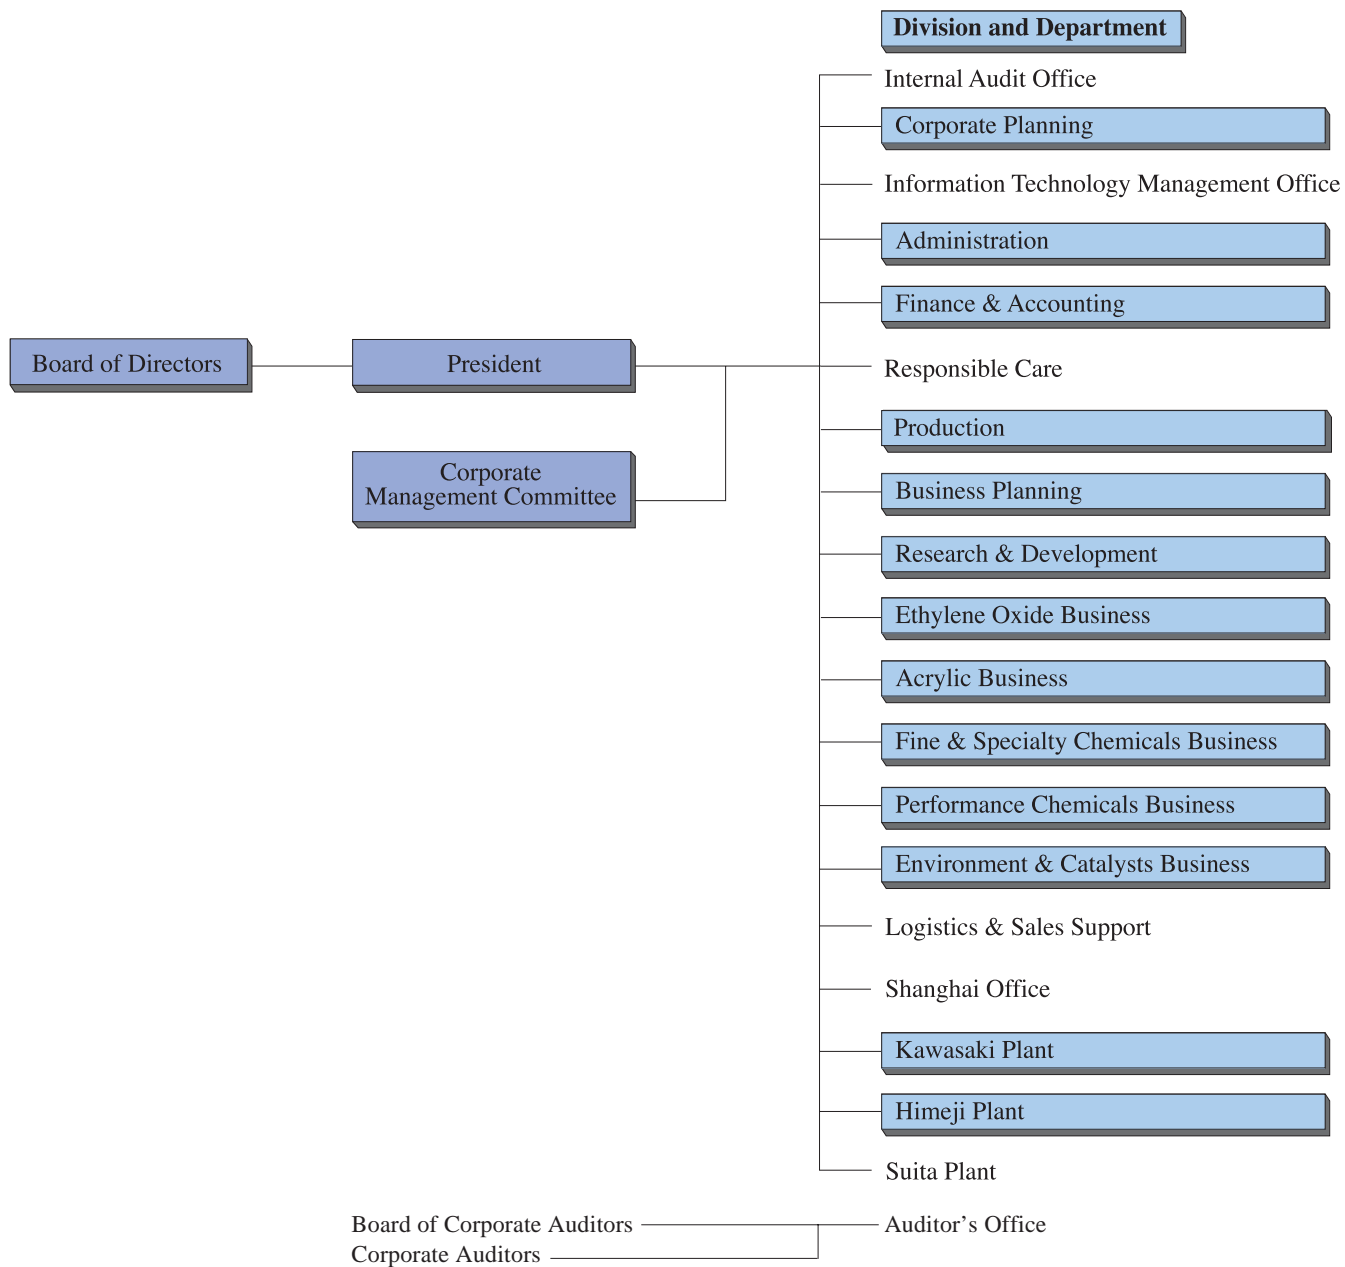 Division and Department
Internal Audit Office
Corporate Planning
Information Technology Management Office
Administration
Finance & Accounting
Board of Directors
President
Responsible Care
Production
Corporate
Management Committee
Business Planning
Research & Development
Ethylene Oxide Business
Acrylic Business
Fine & Specialty Chemicals Business
Performance Chemicals Business
Environment & Catalysts Business
Logistics & Sales Support
Shanghai Office
Kawasaki Plant
Himeji Plant
Suita Plant
Board of Corporate Auditors
Auditor’s Office
Corporate Auditors